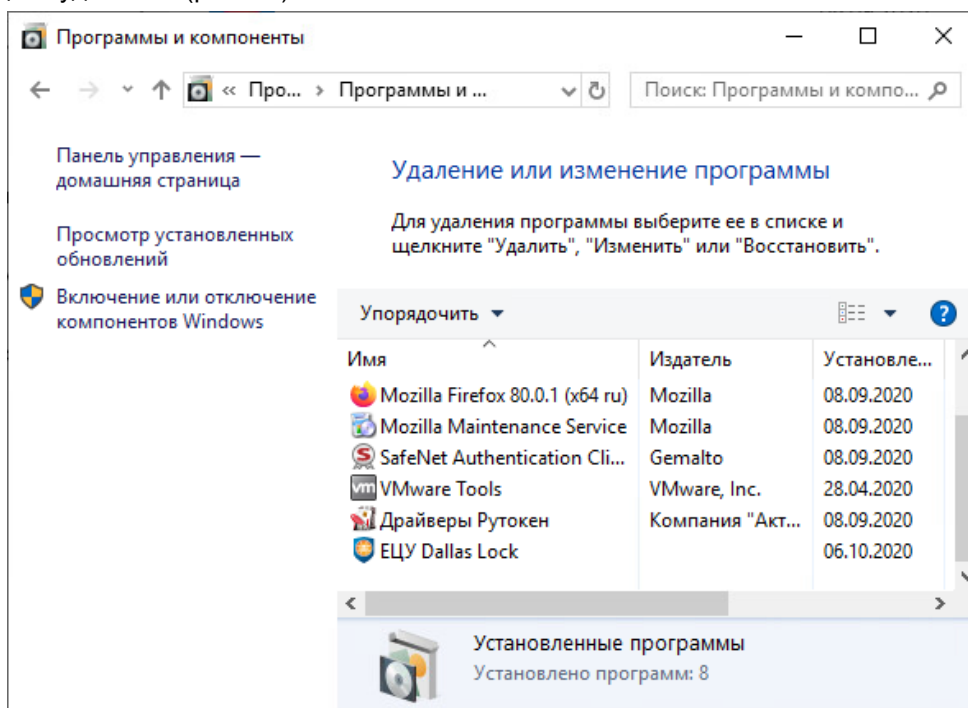 Программы и компоненты
« Про... › Программы и ...
Поиск: Программы и компо...
Панель управления —
домашняя страница
Просмотр установленных
обновлений
Включение или отключение
компонентов Windows
Удаление или изменение программы
Для удаления программы выберите ее в списке и
щелкните "Удалить", "Изменить" или "Восстановить".
Упорядочить
Имя Издатель Установле...
Mozilla Firefox 80.0.1 (x64 ru) Mozilla 08.09.2020
Mozilla Maintenance Service Mozilla 08.09.2020
SafeNet Authentication Cli... Gemalto 08.09.2020
vm VMware Tools VMware, Inc. 28.04.2020
Драйверы Рутокен Компания "Акт... 08.09.2020
ЕЦУ Dallas Lock 06.10.2020
Установленные программы
Установлено программ: 8